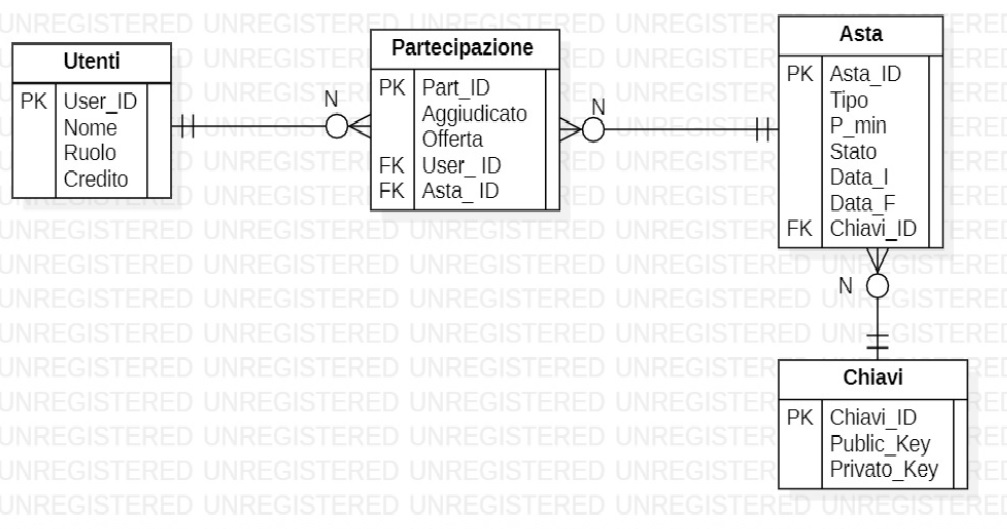 Utenti
PK User_ID
Nome
Ruolo
Credito
N
Partecipazione
PK Part_ID
Aggiudicato
Offerta
FK User_ ID
FK Asta_ ID
N
Asta
PK Asta_ID
Tipo
P_min
Stato
Data_I
Data_F
FK Chiavi_ID
N
Chiavi
PK Chiavi_ID
Public_Key
Privato_Key
UNREGISTERED UNREGISTERED UNREGISTERED UNREGISTERED UNREGISTERED